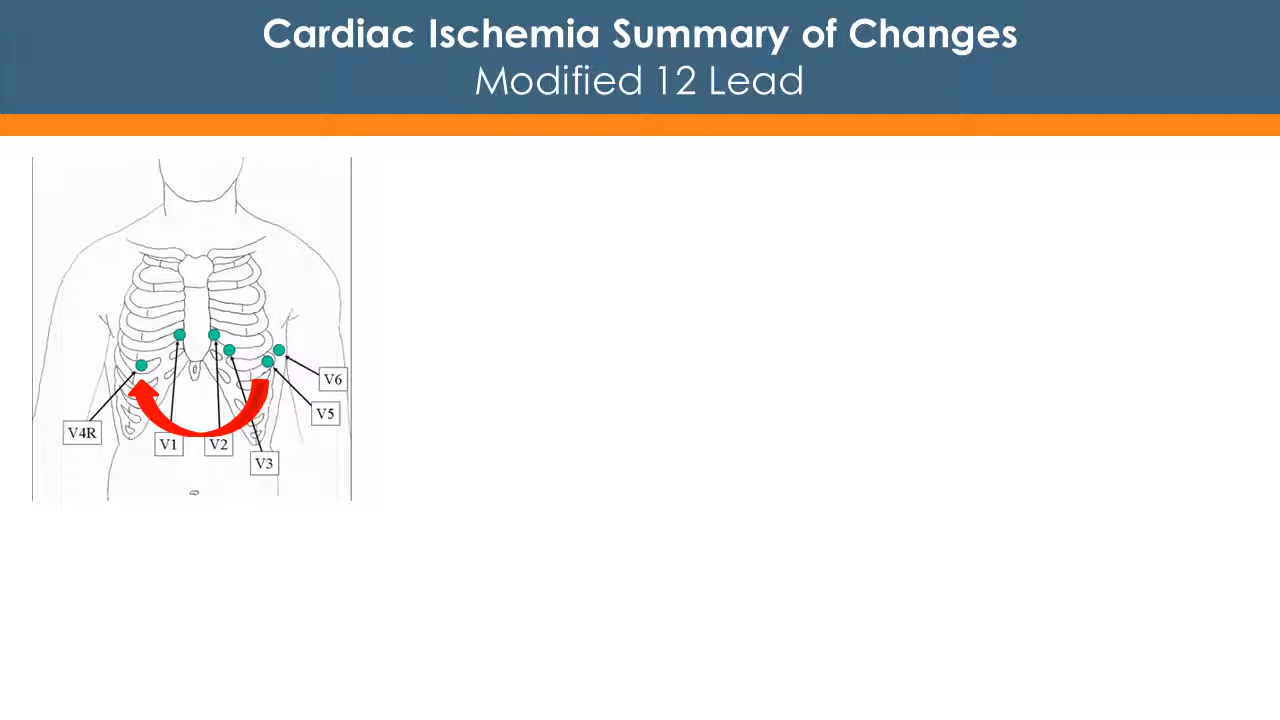 Cardiac Ischemia Summary of Changes
Modified 12 Lead
V6
V5
V4R
V1
V2
V3